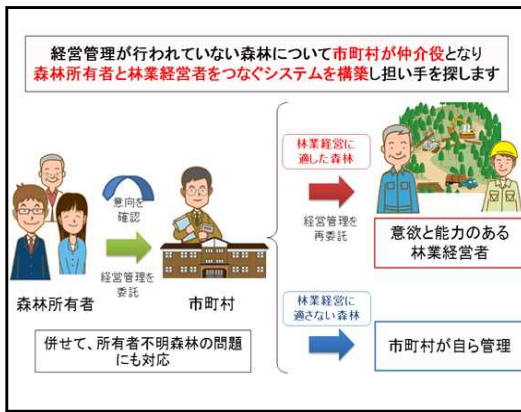 経営管理が行われていない森林について市町村が仲介役となり
森林所有者と林業経営者をつなぐシステムを構築し担い手を探します
意向を
確認
経営管理を
委託
森林所有者
市町村
併せて、所有者不明森林の問題
にも対応
林業経営に
適した森林
経営管理を
再委託
意欲と能力のある
林業経営者
林業経営に
適さない森林
市町村が自ら管理